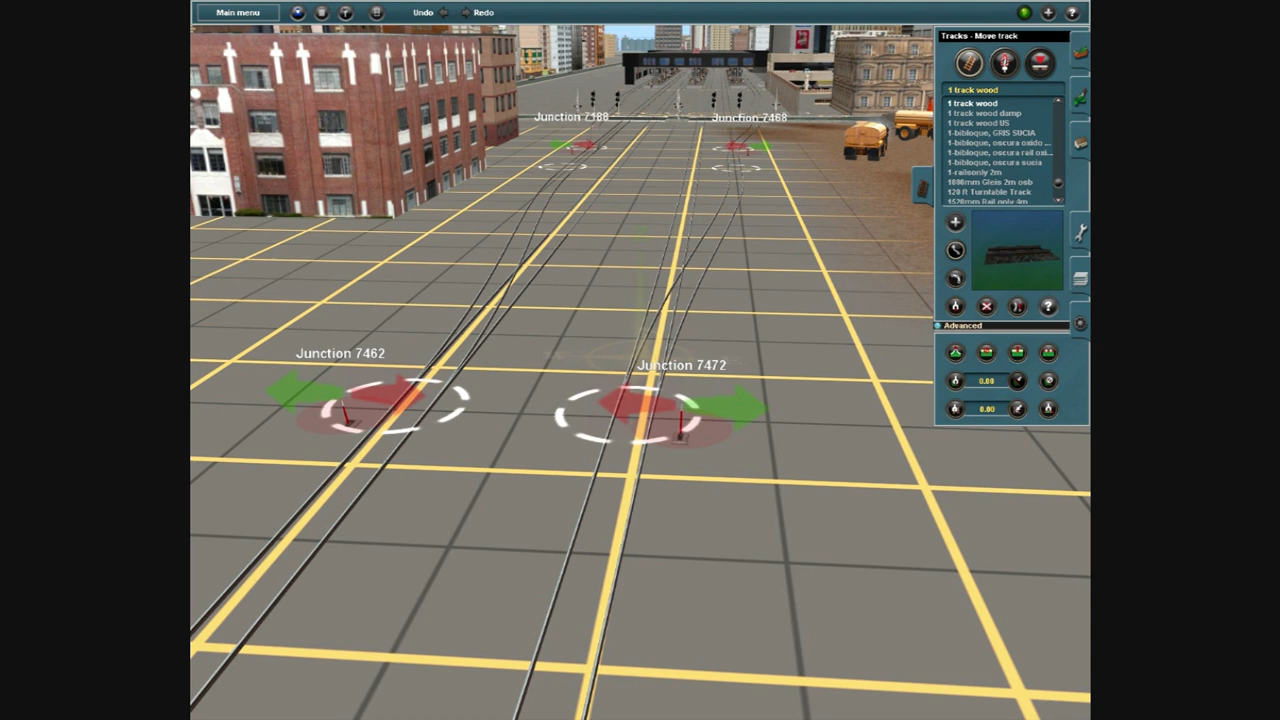 Main menu
Undo
Redo
Tracks - Move track
1 track wood
1 track wood
1 track wood damp
1 track wood US
1-bibloque, GRIS SUCIA
1-bibloque, oscura oxido ...
1-bibloque, oscura rail oxi...
1-bibloque, oscura sucia
1-railsonly 2m
1000mm Gleis 2m osb
120 ft Turntable Track
1520mm Rail only 4m
Advanced
0.00
0.00
Junction 7188
Junction 7468
Junction 7462
Junction 7472